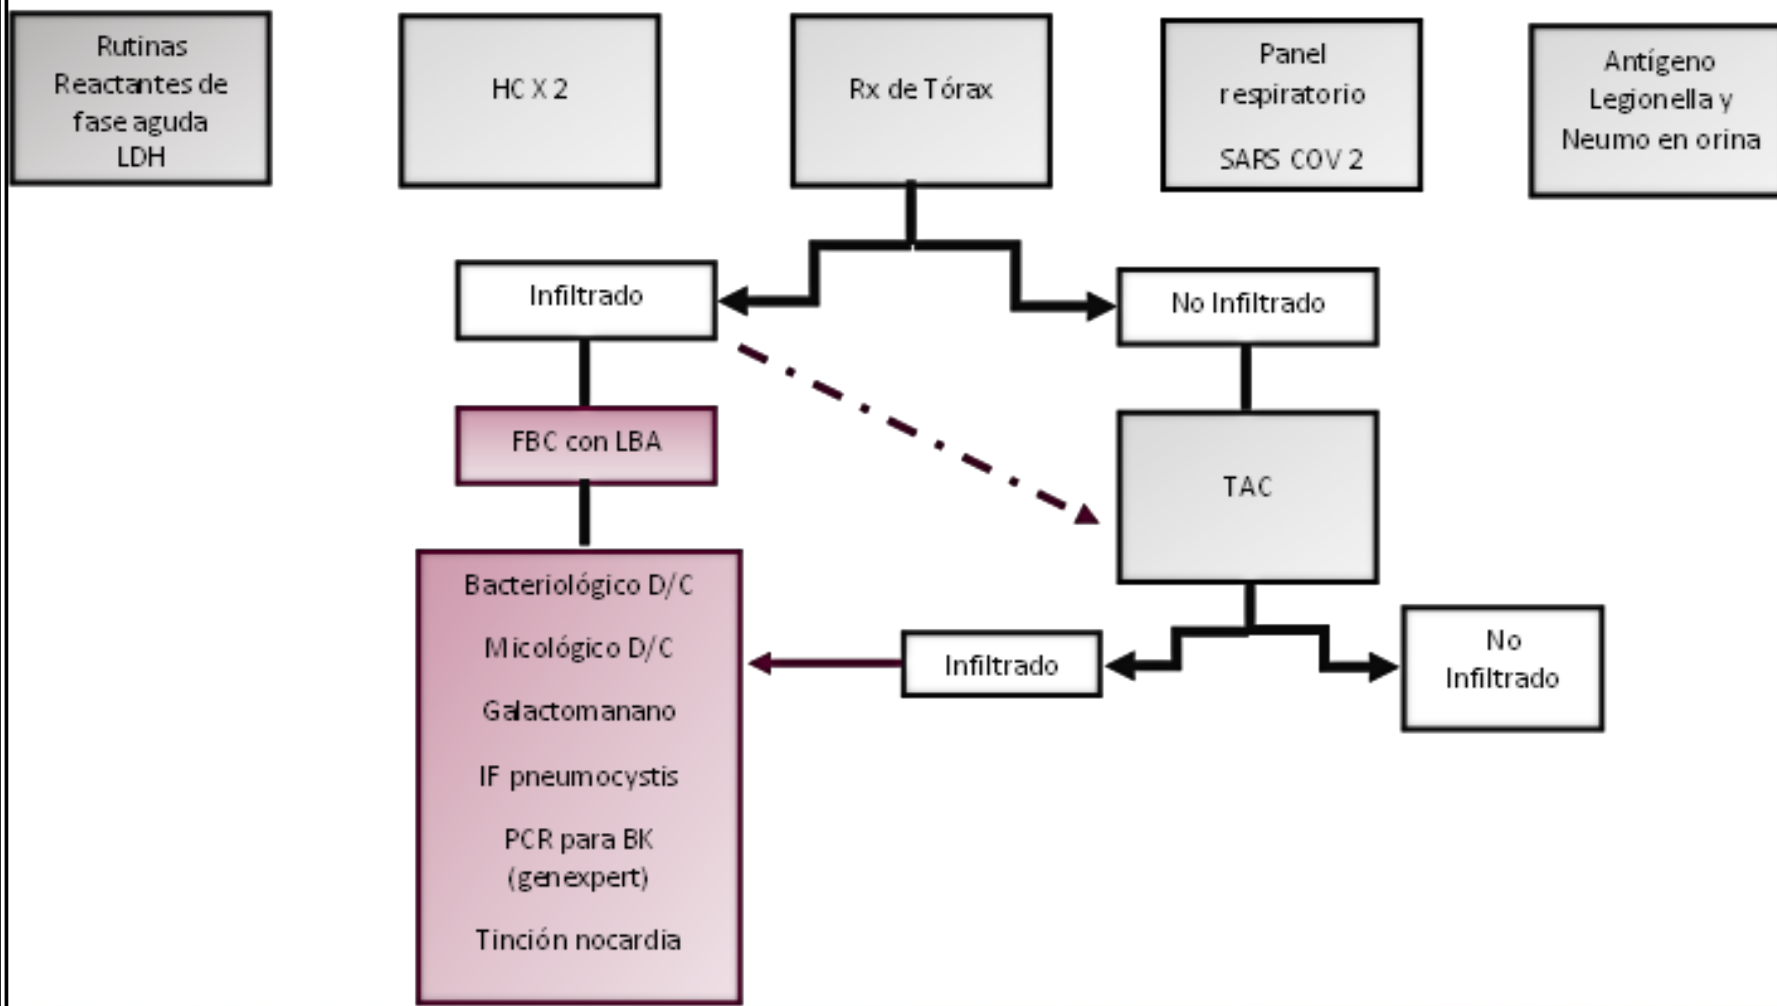 Rutinas
Reactantes de
fase aguda
LDH
HC X 2
Rx de Tórax
Panel
respiratorio
SARS COV 2
Antígeno
Legionella y
Neumo en orina
Infiltrado
No Infiltrado
FBC con LBA
TAC
Bacteriológico D/C
Micológico D/C
Galactomanano
IF pneumocystis
PCR para BK
(genexpert)
Tinción nocardia
Infiltrado
No
Infiltrado